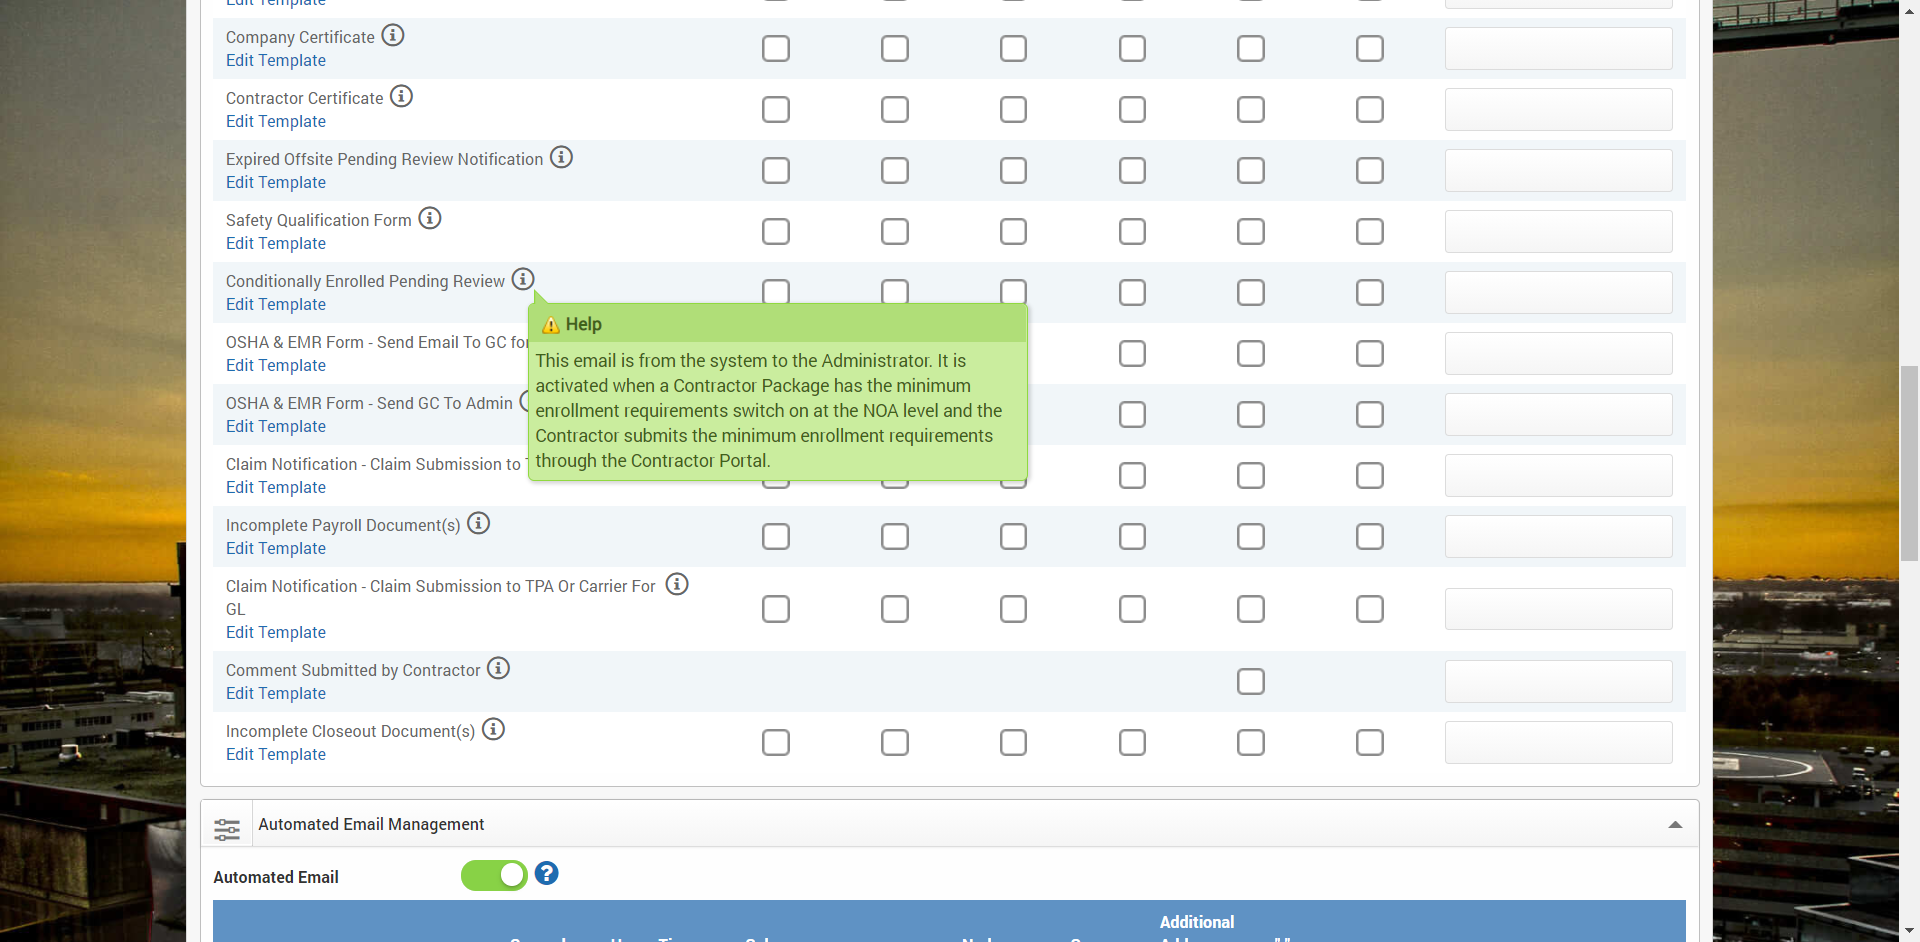 Edit Template
Company Certificate
Edit Template
Contractor Certificate
Edit Template
Expired Offsite Pending Review Notification
Edit Template
Safety Qualification Form
Edit Template
Conditionally Enrolled Pending Review
Edit Template
Help
This email is from the system to the Administrator. It is
activated when a Contractor Package has the minimum
enrollment requirements switch on at the NOA level and the
Contractor submits the minimum enrollment requirements
through the Contractor Portal.
OSHA & EMR Form - Send Email To GC for
Edit Template
OSHA & EMR Form - Send GC To Admin
Edit Template
Claim Notification - Claim Submission to
Edit Template
Incomplete Payroll Document(s)
Edit Template
Claim Notification - Claim Submission to TPA Or Carrier For
GL
Edit Template
Comment Submitted by Contractor
Edit Template
Incomplete Closeout Document(s)
Edit Template
Automated Email Management
Automated Email
Additional